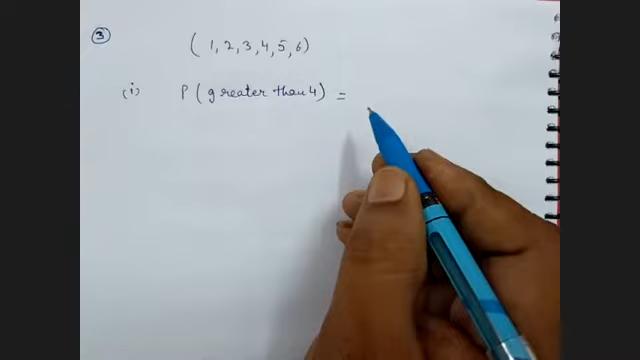 3
( 1, 2, 3, 4, 5, 6)
(i) P ( greater than 4 ) =